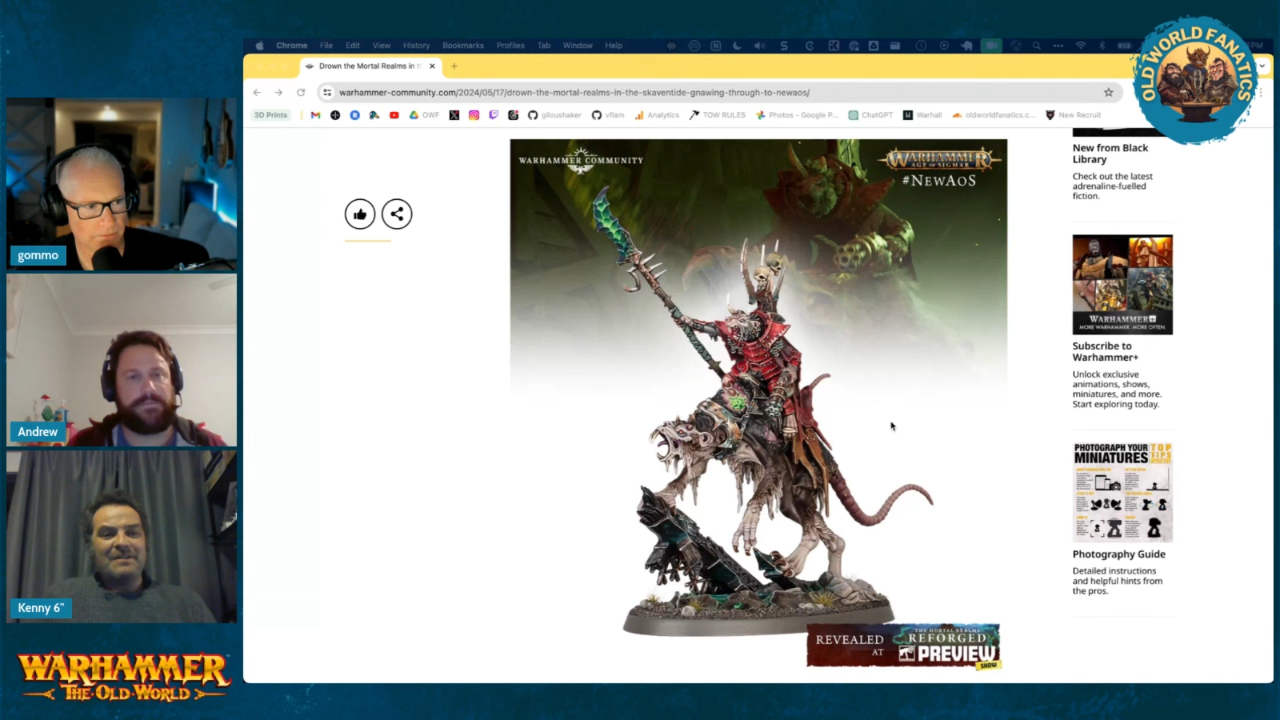 Chrome File Edit View History Bookmarks Profiles Tab Window Help
Drown the Mortal Realms in t
warhammer-community.com/2024/05/17/drown-the-mortal-realms-in-the-skaventide-gnawing-through-to-newaos/
3D Prints OWF gilloushaker vflam Analytics TOW RULES Photos - Google P... ChatGPT Warhall oldworldfanatics.c... New Recruit
OLD WORLD FANATICS
WARHAMMER COMMUNITY
WARHAMMER
AGE OF SIGMAR
#NEWAOS
REVEALED
AT
THE MORTAL REALMS
REFORGED
PREVIEW
SHOW
New from Black
Library
Check out the latest
adrenaline-fuelled
fiction.
WARHAMMER+
MORE WARHAMMER. MORE OFTEN.
Subscribe to
Warhammer+
Unlock exclusive
animations, shows,
miniatures, and more.
Start exploring today.
PHOTOGRAPH YOUR
MINIATURES
TOP
TIPS
Photography Guide
Detailed instructions
and helpful hints from
the pros.
gommo
Andrew
Kenny 6"
WARHAMMER
THE·OLD·WORLD